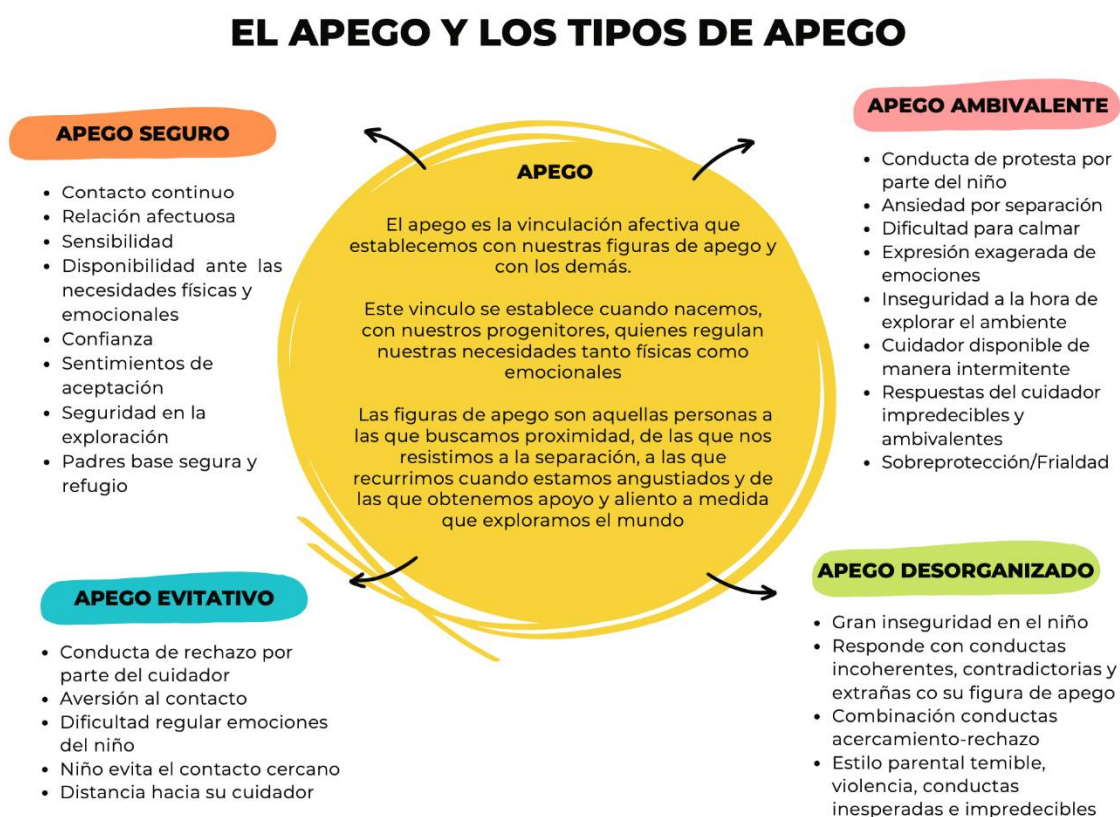 EL APEGO Y LOS TIPOS DE APEGO
APEGO SEGURO
• Contacto continuo
• Relación afectuosa
• Sensibilidad
• Disponibilidad ante las
necesidades físicas y
emocionales
• Confianza
• Sentimientos de
aceptación
• Seguridad en la
exploración
• Padres base segura y
refugio
APEGO
El apego es la vinculación afectiva que
establecemos con nuestras figuras de apego y
con los demás.
Este vinculo se establece cuando nacemos,
con nuestros progenitores, quienes regulan
nuestras necesidades tanto físicas como
emocionales
Las figuras de apego son aquellas personas a
las que buscamos proximidad, de las que nos
resistimos a la separación, a las que
recurrimos cuando estamos angustiados y de
las que obtenemos apoyo y aliento a medida
que exploramos el mundo
APEGO AMBIVALENTE
• Conducta de protesta por
parte del niño
• Ansiedad por separación
• Dificultad para calmar
• Expresión exagerada de
emociones
• Inseguridad a la hora de
explorar el ambiente
• Cuidador disponible de
manera intermitente
• Respuestas del cuidador
impredecibles y
ambivalentes
• Sobreprotección/Frialdad
APEGO EVITATIVO
• Conducta de rechazo por
parte del cuidador
• Aversión al contacto
• Dificultad regular emociones
del niño
• Niño evita el contacto cercano
• Distancia hacia su cuidador
APEGO DESORGANIZADO
• Gran inseguridad en el niño
• Responde con conductas
incoherentes, contradictorias y
extrañas co su figura de apego
• Combinación conductas
acercamiento-rechazo
• Estilo parental temible,
violencia, conductas
inesperadas e impredecibles